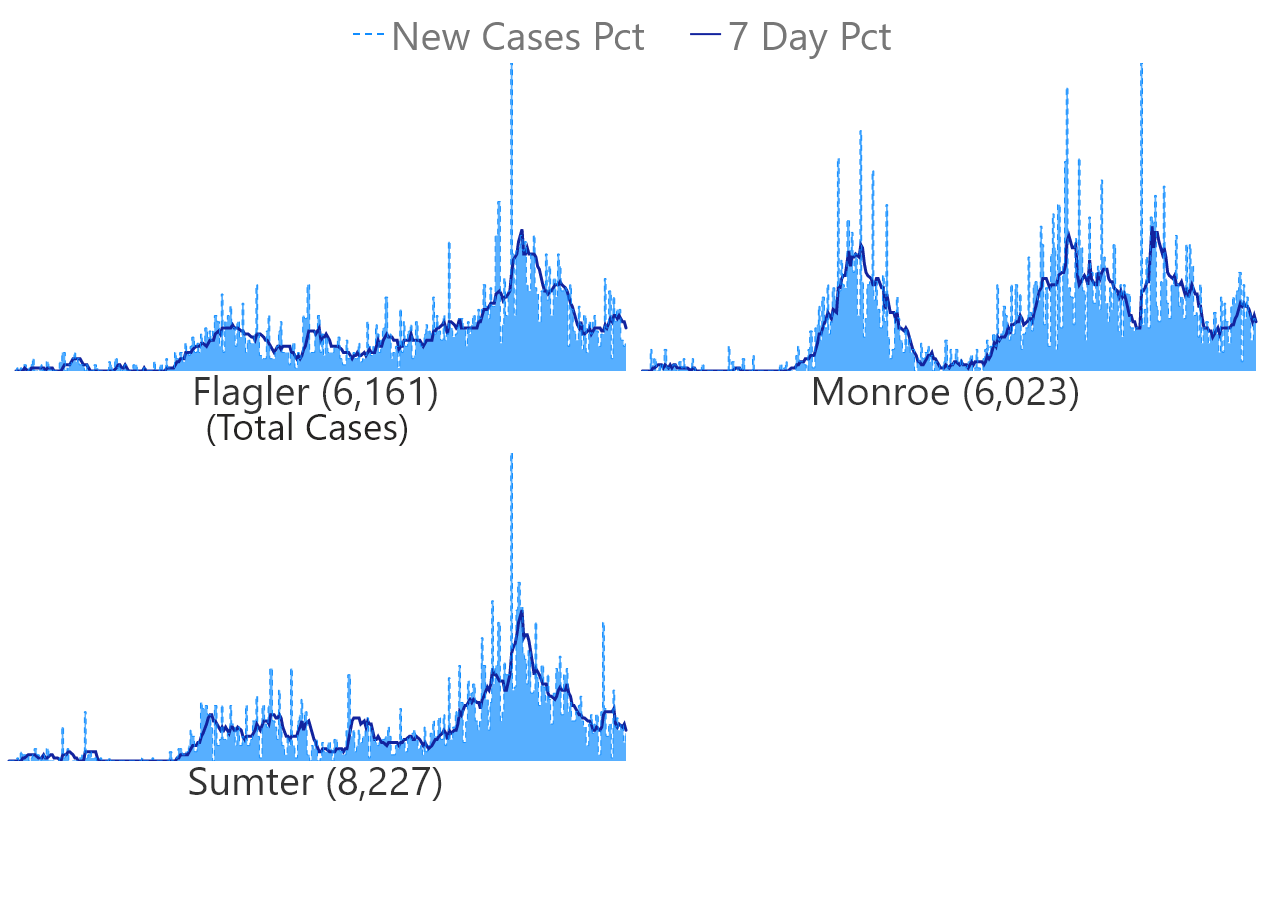 New Cases Pct 7 Day Pct
Flagler (6,161)
(Total Cases)
Monroe (6,023)
Sumter (8,227)